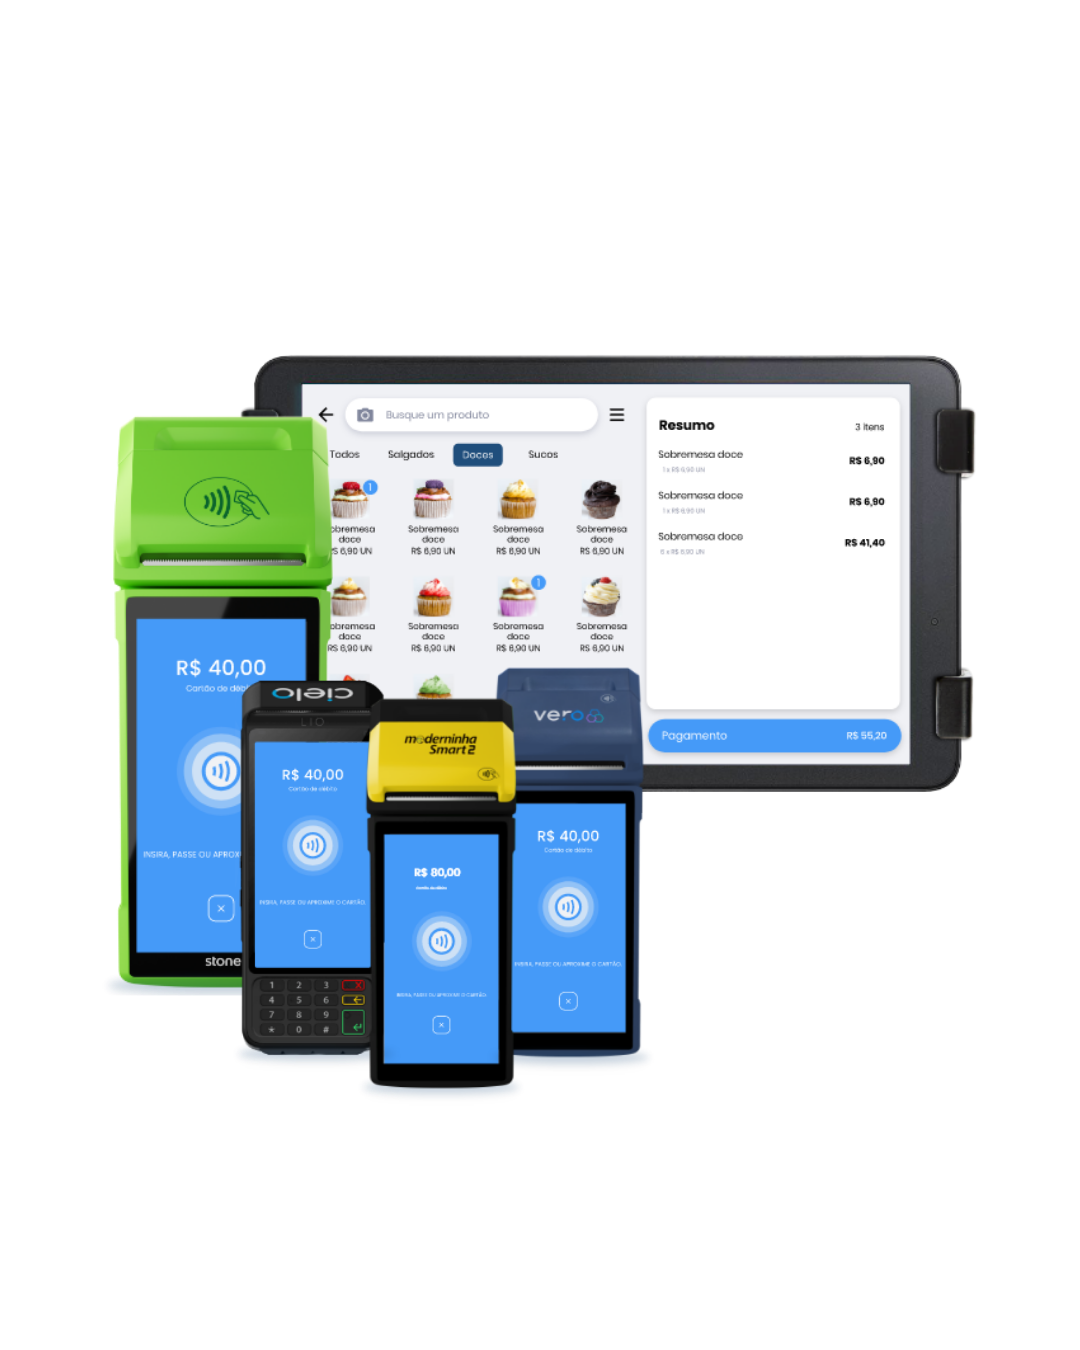 Busque um produto
Todos
Salgados
Doces
Sucos
1
obremesa
doce
R$ 6,90 UN
Sobremesa
doce
R$ 6,90 UN
Sobremesa
doce
R$ 6,90 UN
Sobremesa
doce
R$ 6,90 UN
1
obremesa
doce
R$ 6,90 UN
Sobremesa
doce
R$ 6,90 UN
Sobremesa
doce
R$ 6,90 UN
Sobremesa
doce
R$ 6,90 UN
Resumo
3 itens
Sobremesa doce
R$ 6,90
1 x R$ 6,90 UN
Sobremesa doce
R$ 6,90
1 x R$ 6,90 UN
Sobremesa doce
R$ 41,40
6 x R$ 6,90 UN
Pagamento
R$ 55,20
R$ 40,00
Cartão de déb
INSIRA, PASSE OU APROX
stone
cielo
LIO
R$ 40,00
Cartão de débito
INSIRA, PASSE OU APROXIME O CARTÃO.
1 2 3
4 5 6
7 8 9
* 0 #
moderninha
Smart 2
R$ 80,00
INSIRA, PASSE OU APROXIME O CARTÃO.
vero
R$ 40,00
Cartão de débito
INSIRA, PASSE OU APROXIME O CARTÃO.